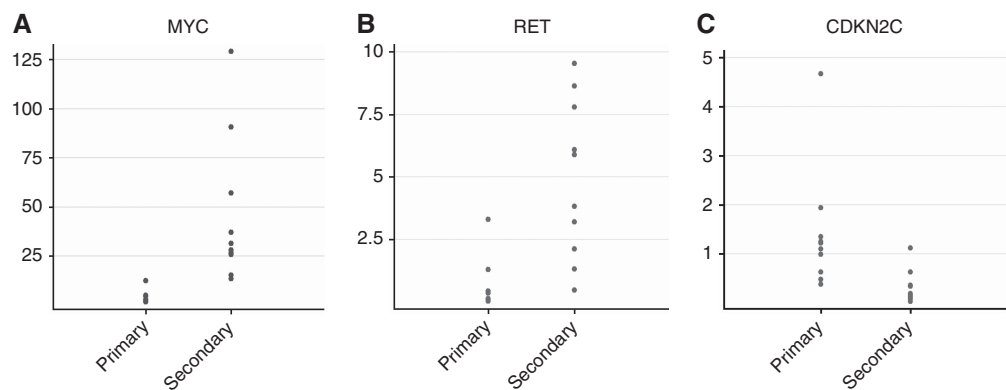 A
MYC
125
100
75
50
25
Primary
Secondary
B
RET
10
7.5
5
2.5
Primary
Secondary
C
CDKN2C
5
4
3
2
1
Primary
Secondary